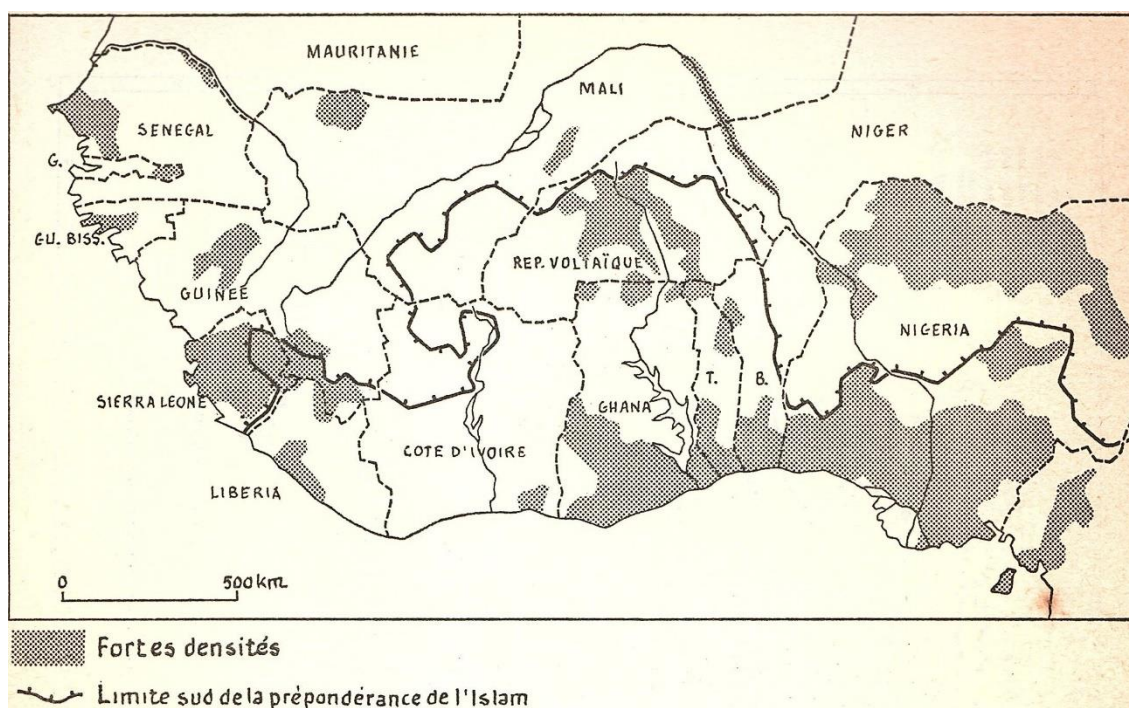 MAURITANIE
MALI
SENEGAL
NIGER
G.
GU. BISS.
REP. VOLTAÏQUE
GUINEE
NIGERIA
T.
B.
SIERRA LEONE
GHANA
COTE D'IVOIRE
LIBERIA
0
500 km.
Fortes densités
Limite sud de la prépondérance de l'Islam